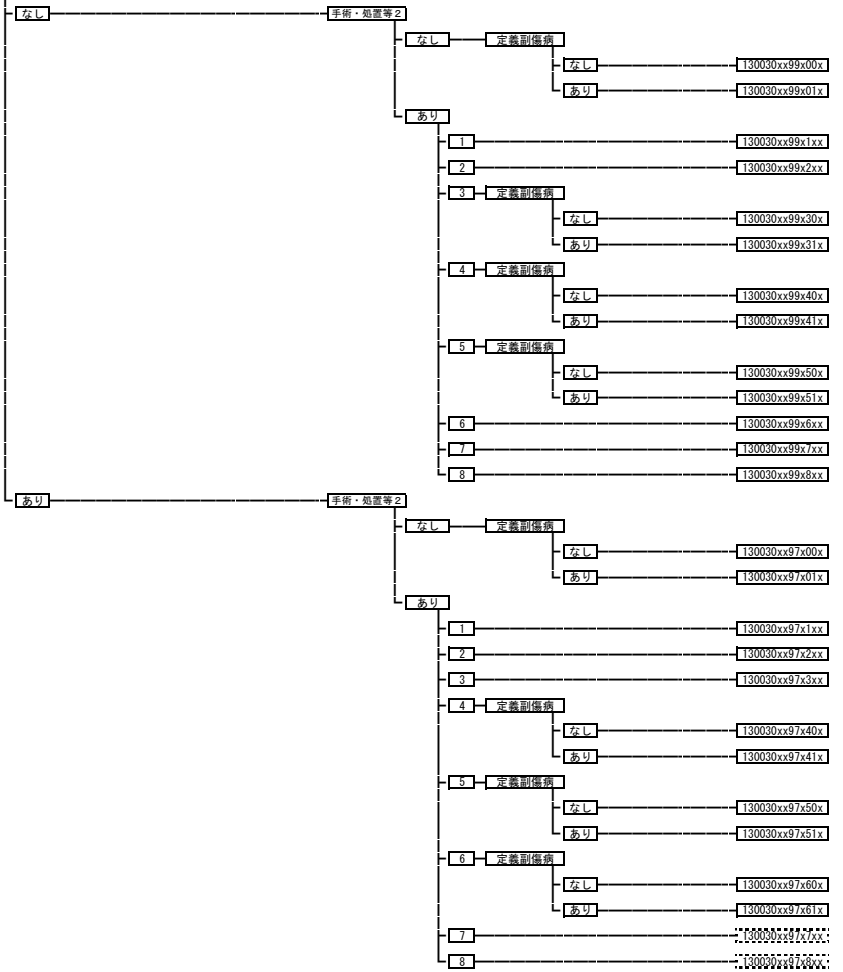 なし 手術・処置等2
なし 定義副傷病
なし 130030xx99x00x
あり 130030xx99x01x
あり
1 130030xx99x1xx
2 130030xx99x2xx
3 定義副傷病
なし 130030xx99x30x
あり 130030xx99x31x
4 定義副傷病
なし 130030xx99x40x
あり 130030xx99x41x
5 定義副傷病
なし 130030xx99x50x
あり 130030xx99x51x
6 130030xx99x6xx
7 130030xx99x7xx
8 130030xx99x8xx
あり 手術・処置等2
なし 定義副傷病
なし 130030xx97x00x
あり 130030xx97x01x
あり
1 130030xx97x1xx
2 130030xx97x2xx
3 130030xx97x3xx
4 定義副傷病
なし 130030xx97x40x
あり 130030xx97x41x
5 定義副傷病
なし 130030xx97x50x
あり 130030xx97x51x
6 定義副傷病
なし 130030xx97x60x
あり 130030xx97x61x
7 130030xx97x7xx
8 130030xx97x8xx